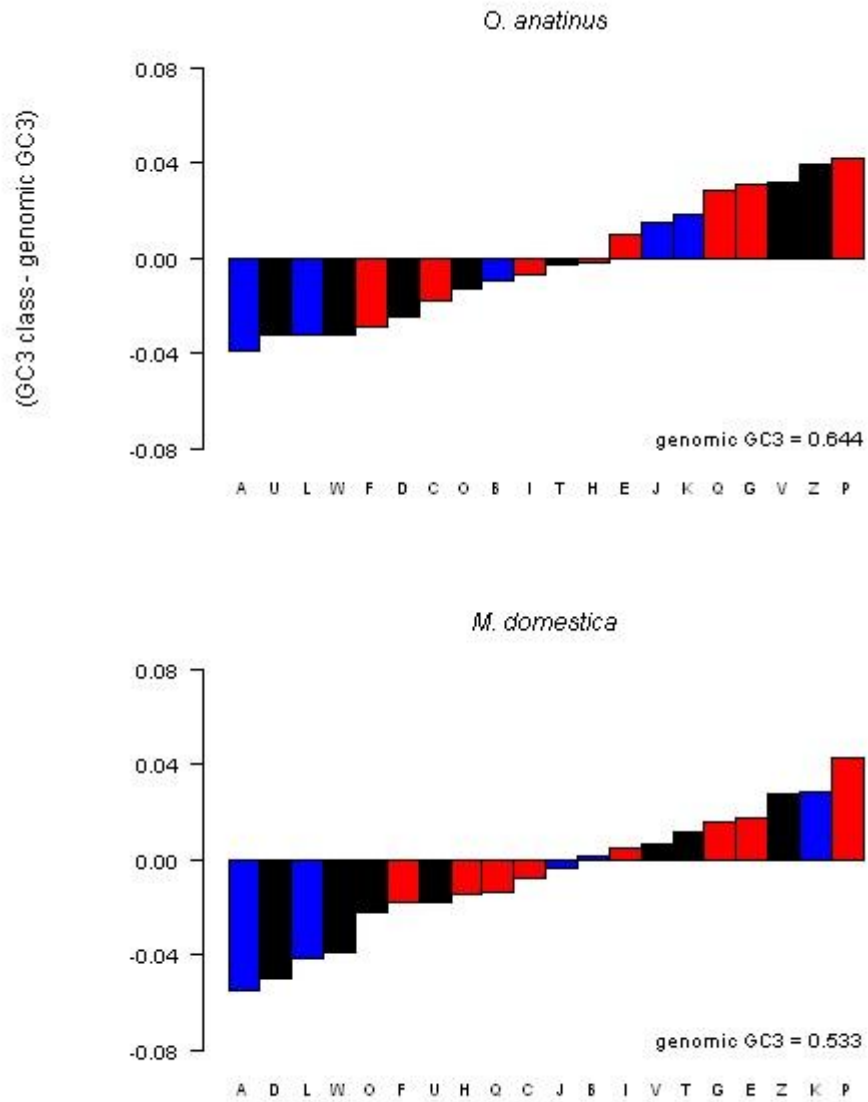 O. anatinus
(GC3 class - genomic GC3)
0.08
0.04
0.00
-0.04
-0.08
genomic GC3 = 0.644
A U L W F D C O B I T H E J K Q G V Z P
M. domestica
0.08
0.04
0.00
-0.04
-0.08
genomic GC3 = 0.533
A D L W O F U H Q C J B I V T G E Z K P